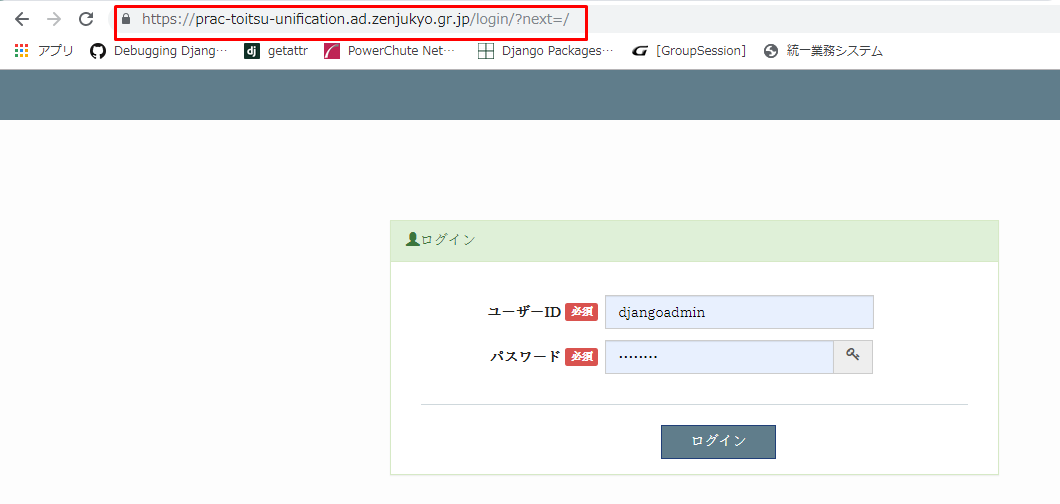 https://prac-toitsu-unification.ad.zenjukyo.gr.jp/login/?next=/
アプリ Debugging Djang… dj getattr PowerChute Net… Django Packages… G [GroupSession] 統一業務システム
ログイン
ユーザーID 必須 djangoadmin
パスワード 必須 ········
ログイン